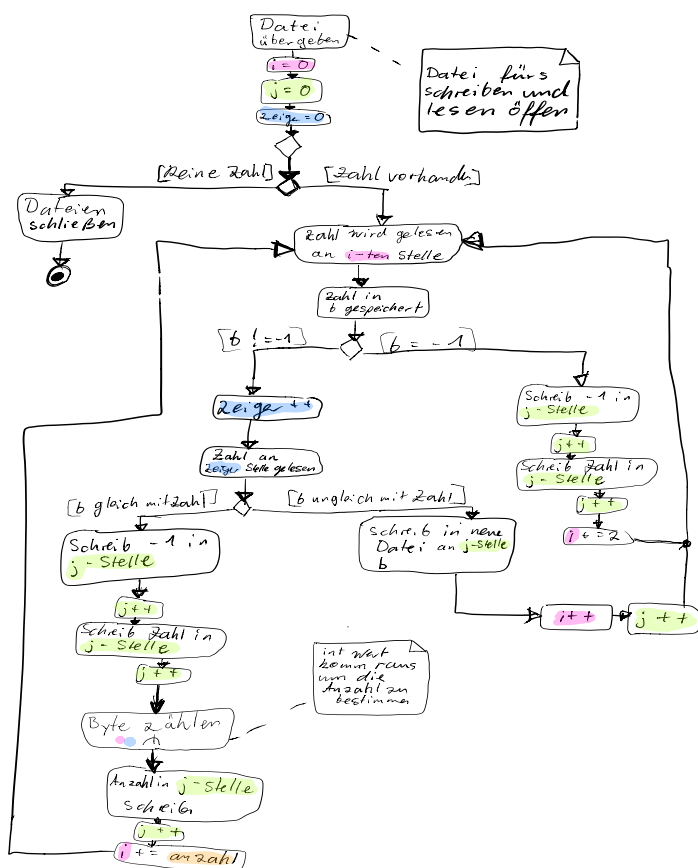 Datei
übergeben
i = 0
j = 0
Zeiger = 0
Datei fürs
schreiben und
lesen öffen
[Keine Zahl]
[Zahl vorhanden]
Dateien
schließen
Zahl wird gelesen
an i-ten Stelle
Zahl in
b gespeichert
[b != -1]
[b = -1]
Zeiger ++
Schreib -1 in
j-Stelle
j++
Schreib Zahl in
j-Stelle
j++
i += 2
Zahl an
Zeiger Stelle gelesen
[b gleich mit Zahl]
[b ungleich mit Zahl]
Schreib -1 in
j-Stelle
j++
Schreib Zahl in
j-Stelle
j++
schreib in neue
Datei an j-Stelle
b
i++
j++
int Wert
komm raus
um die
Anzahl zu
bestimmen
Byte zählen
Anzahl in j-Stelle
schreiben
j++
i += anzahl